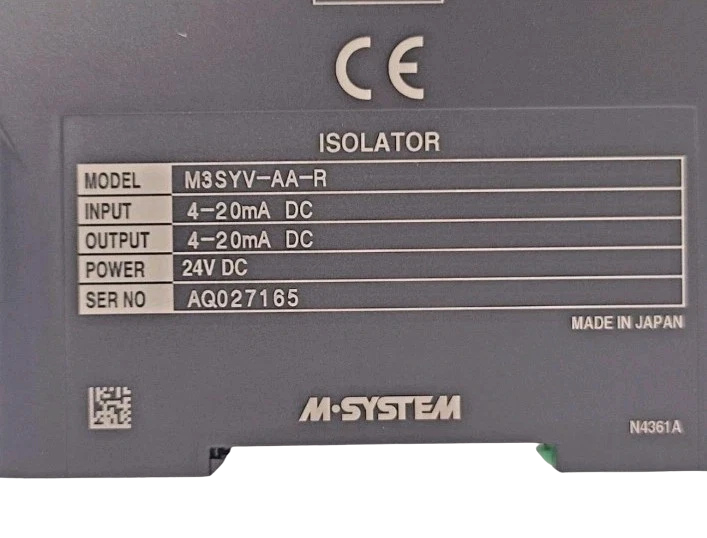 CE
ISOLATOR
MODEL M3SYV-AA-R
INPUT 4-20mA DC
OUTPUT 4-20mA DC
POWER 24V DC
SER NO AQ027165
MADE IN JAPAN
M·SYSTEM
N4361A